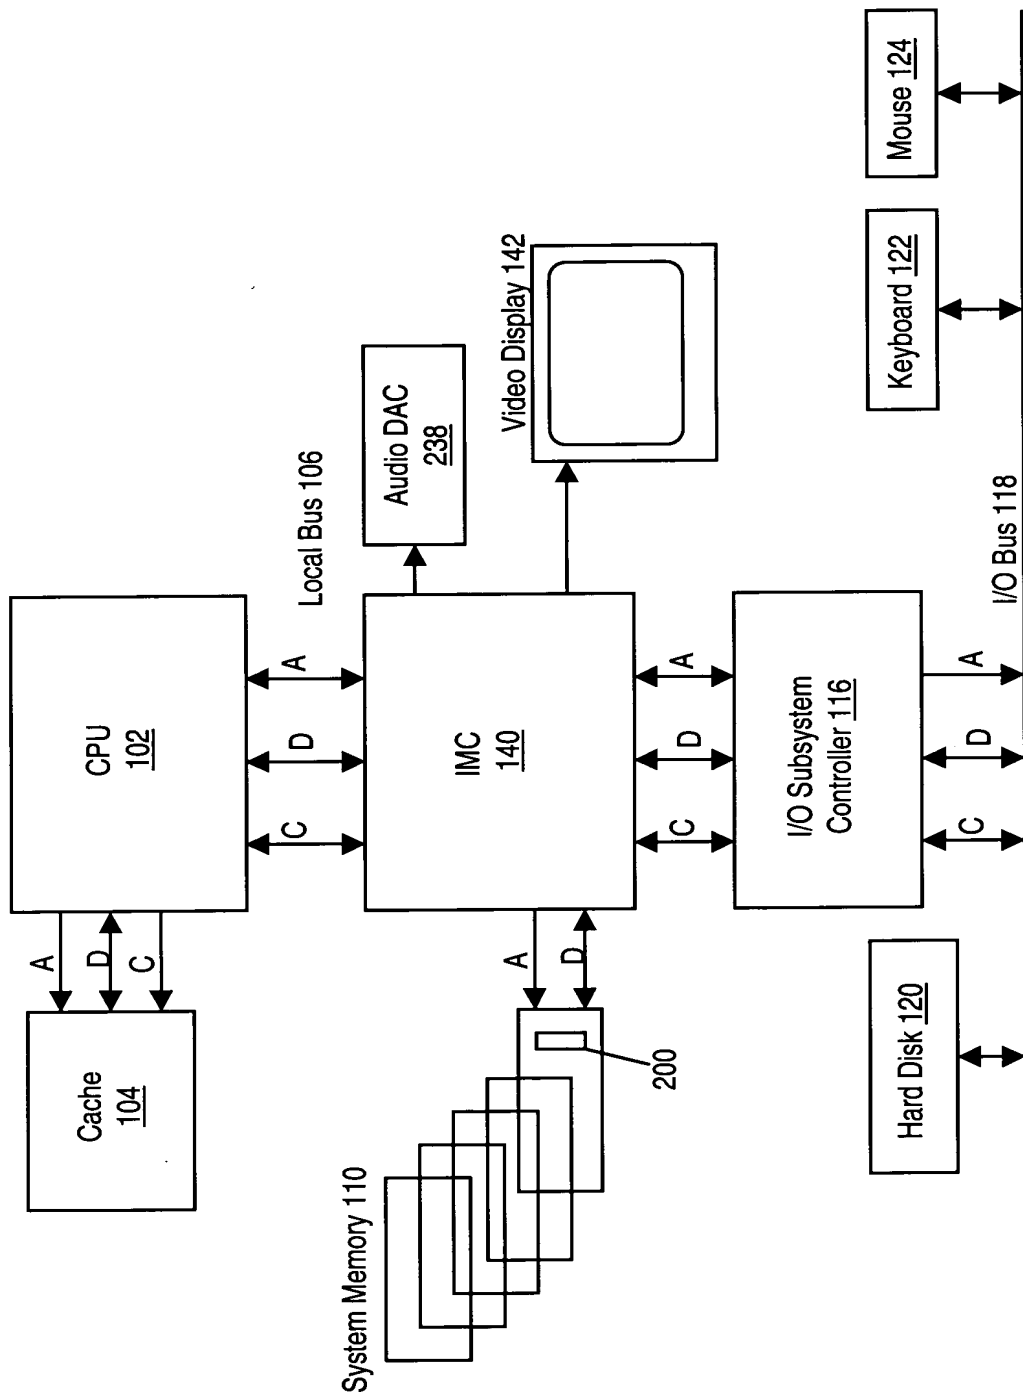 Cache
104
A
D
C
CPU
102
System Memory 110
200
A
D
C
D
A
Local Bus 106
IMC
140
Audio DAC
238
Video Display 142
C
D
A
Hard Disk 120
I/O Subsystem
Controller 116
C
D
A
I/O Bus 118
Keyboard 122
Mouse 124